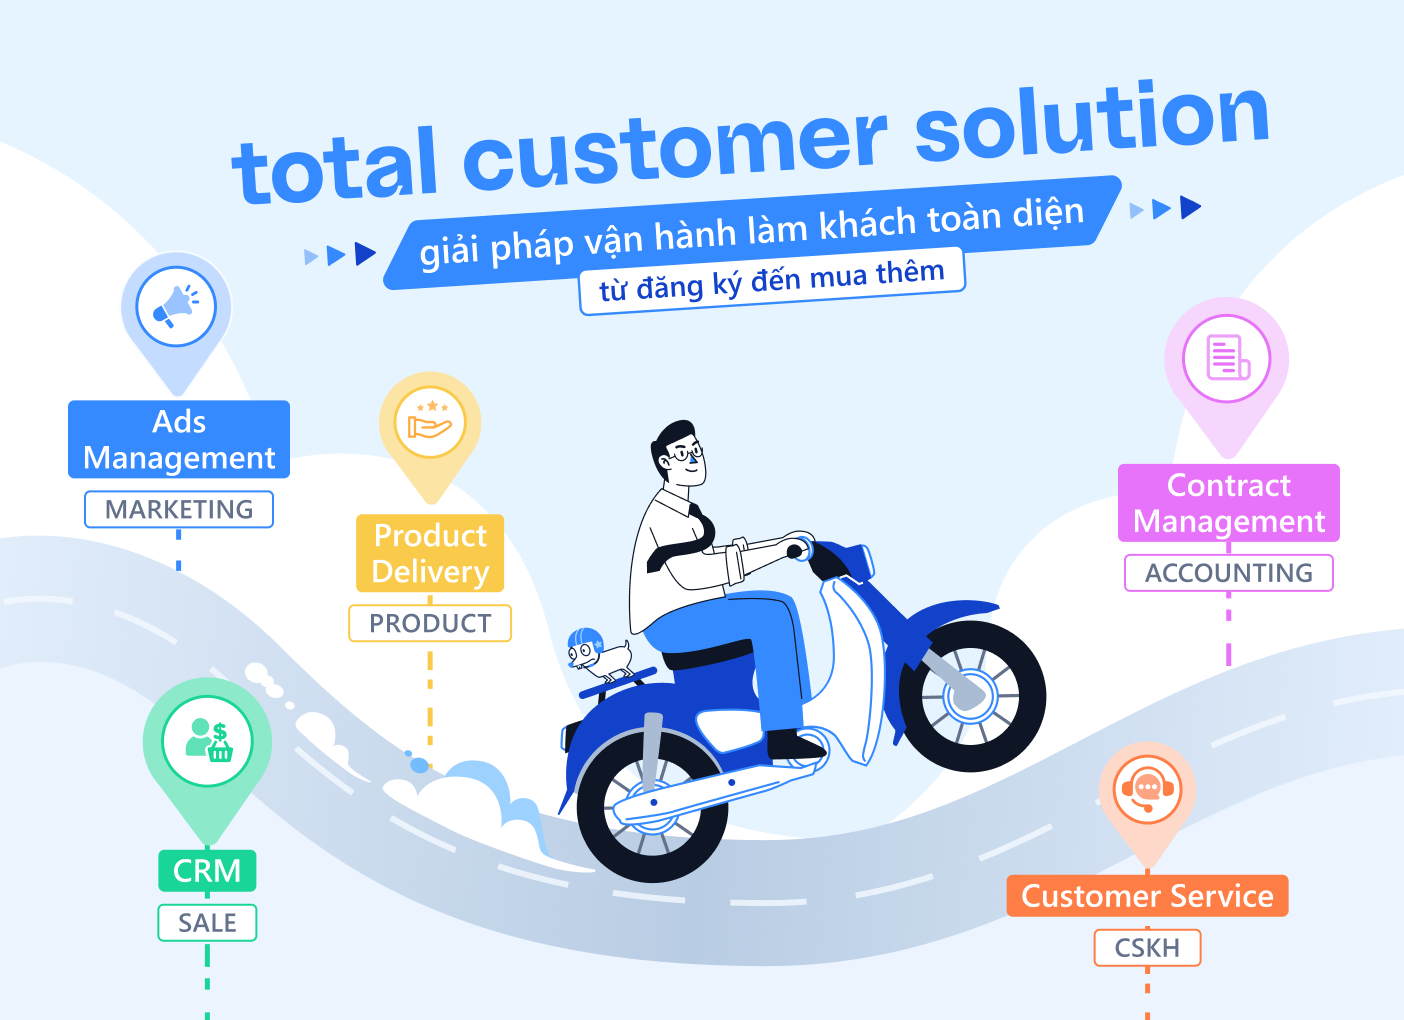 total customer solution
giải pháp vận hành làm khách toàn diện
từ đăng ký đến mua thêm
Ads
Management
MARKETING
Product
Delivery
PRODUCT
Contract
Management
ACCOUNTING
$
CRM
SALE
Customer Service
CSKH